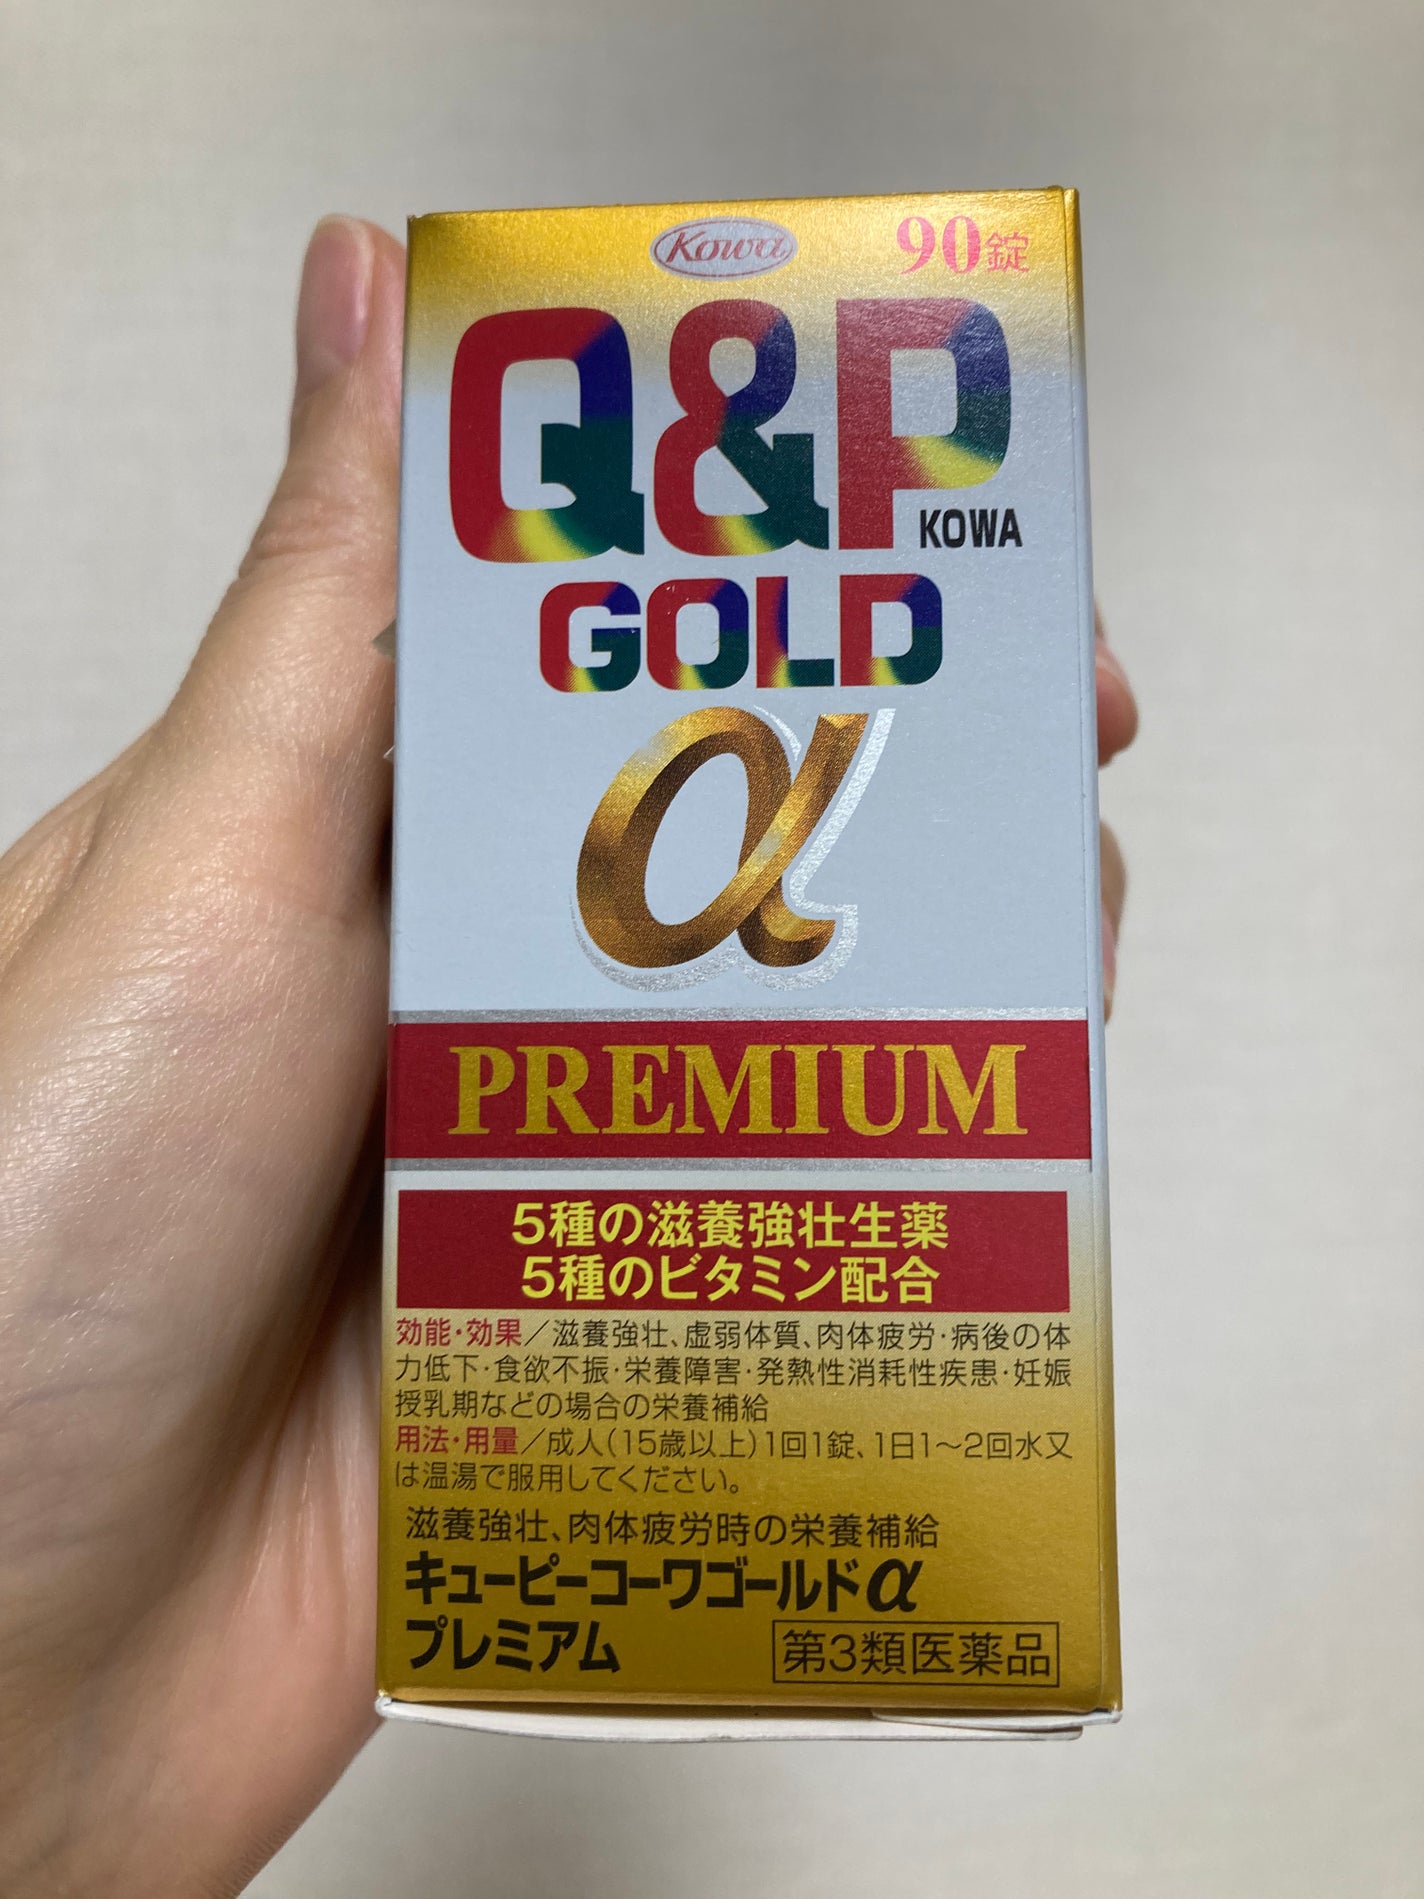 Kowa
90錠
Q&P
KOWA
GOLD
α
PREMIUM
5種の滋養強壮生薬
5種のビタミン配合
効能・効果／滋養強壮、虚弱体質、肉体疲労・病後の体
力低下・食欲不振・栄養障害・発熱性消耗性疾患・妊娠
授乳期などの場合の栄養補給
用法・用量／成人(15歳以上)1回1錠、1日1〜2回水又
は温湯で服用してください。
滋養強壮、肉体疲労時の栄養補給
キューピーコーワゴールドα
プレミアム
第3類医薬品